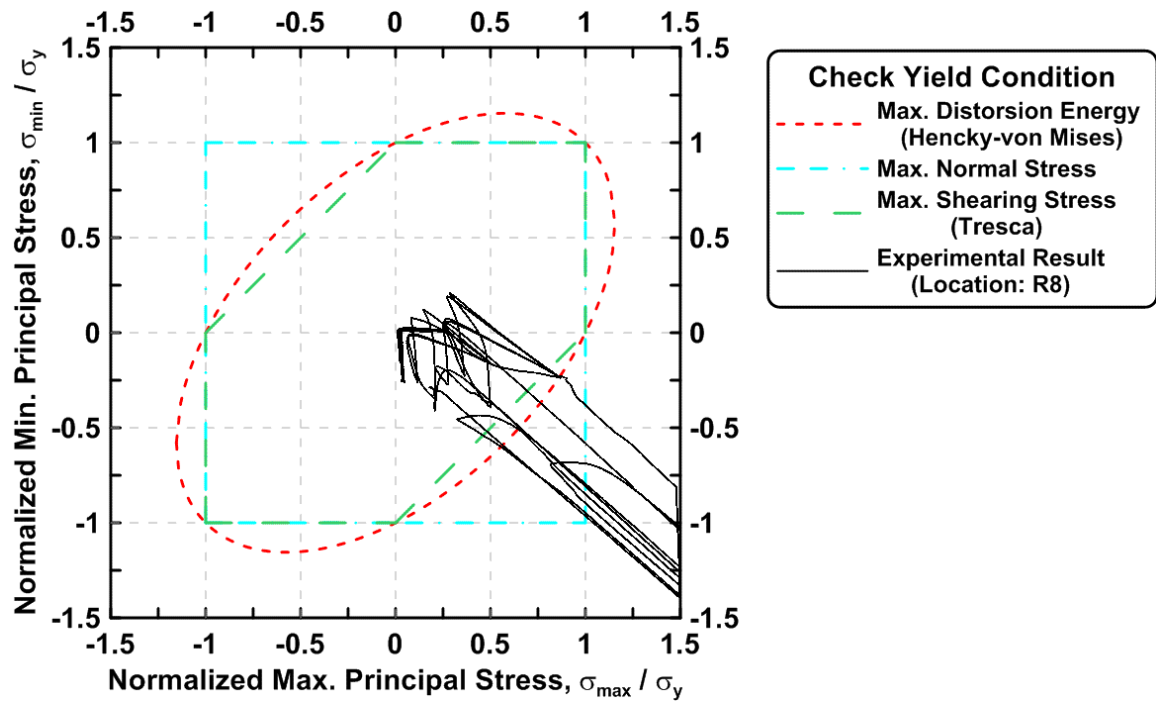 -1.5 -1 -0.5 0 0.5 1 1.5
1.5 1.5
1 1
0.5 0.5
0 0
-0.5 -0.5
-1 -1
-1.5 -1.5
-1.5 -1 -0.5 0 0.5 1 1.5
Normalized Min. Principal Stress, σmin / σy
Normalized Max. Principal Stress, σmax / σy
Check Yield Condition
Max. Distorsion Energy
(Hencky-von Mises)
Max. Normal Stress
Max. Shearing Stress
(Tresca)
Experimental Result
(Location: R8)